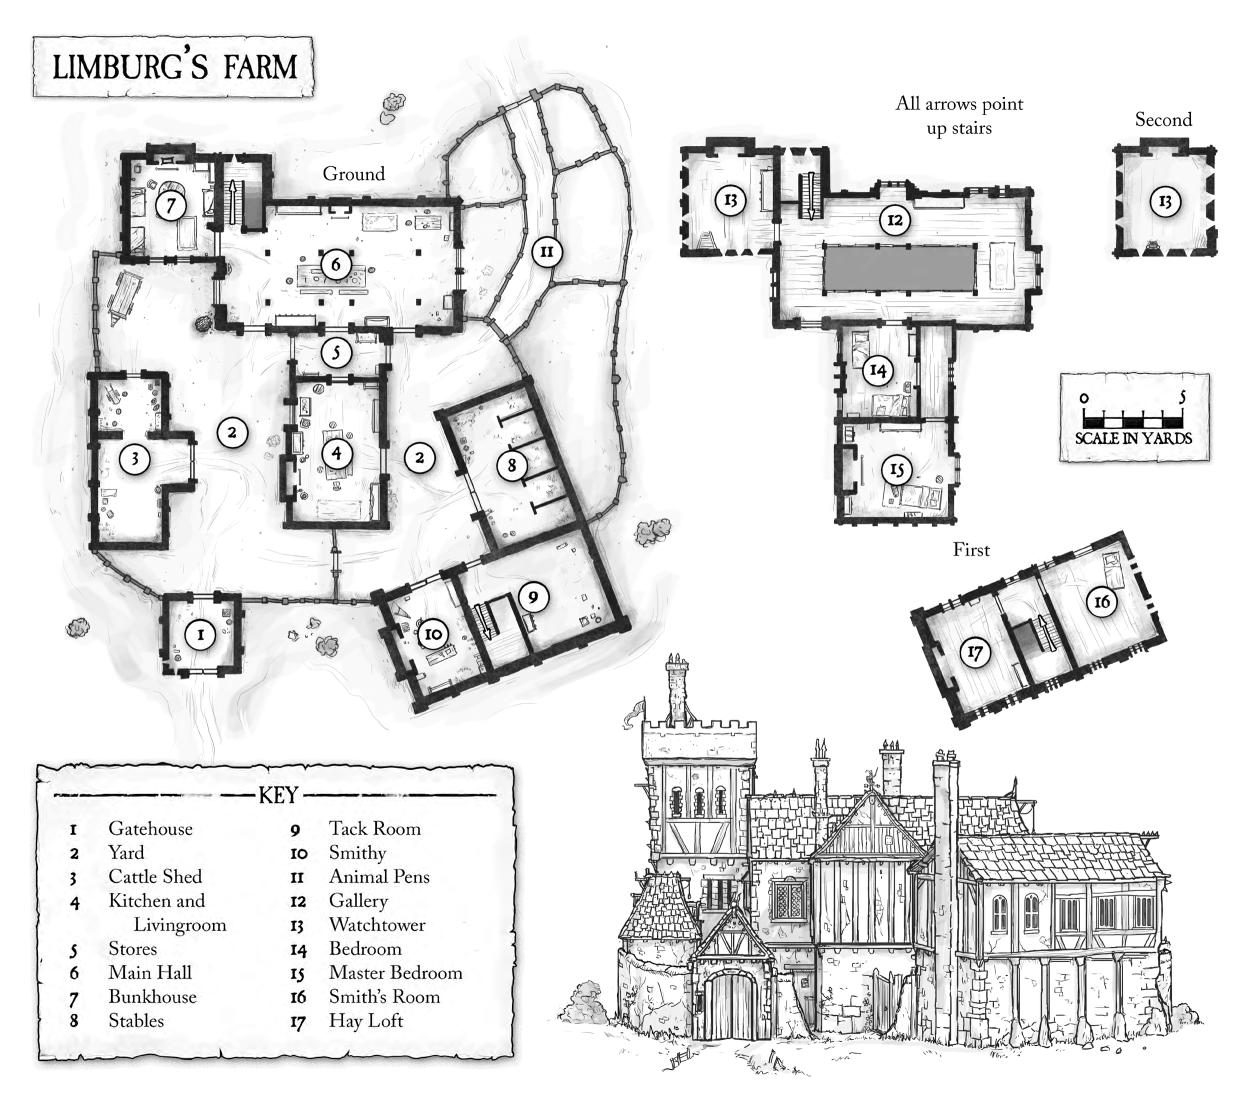 LIMBURG'S FARM
All arrows point
up stairs
Second
Ground
13
13
12
7
6
11
5
14
0 5
SCALE IN YARDS
2
3
4
2
8
15
First
9
16
1
10
17
KEY
1 Gatehouse
2 Yard
3 Cattle Shed
4 Kitchen and
Livingroom
5 Stores
6 Main Hall
7 Bunkhouse
8 Stables
9 Tack Room
10 Smithy
11 Animal Pens
12 Gallery
13 Watchtower
14 Bedroom
15 Master Bedroom
16 Smith's Room
17 Hay Loft